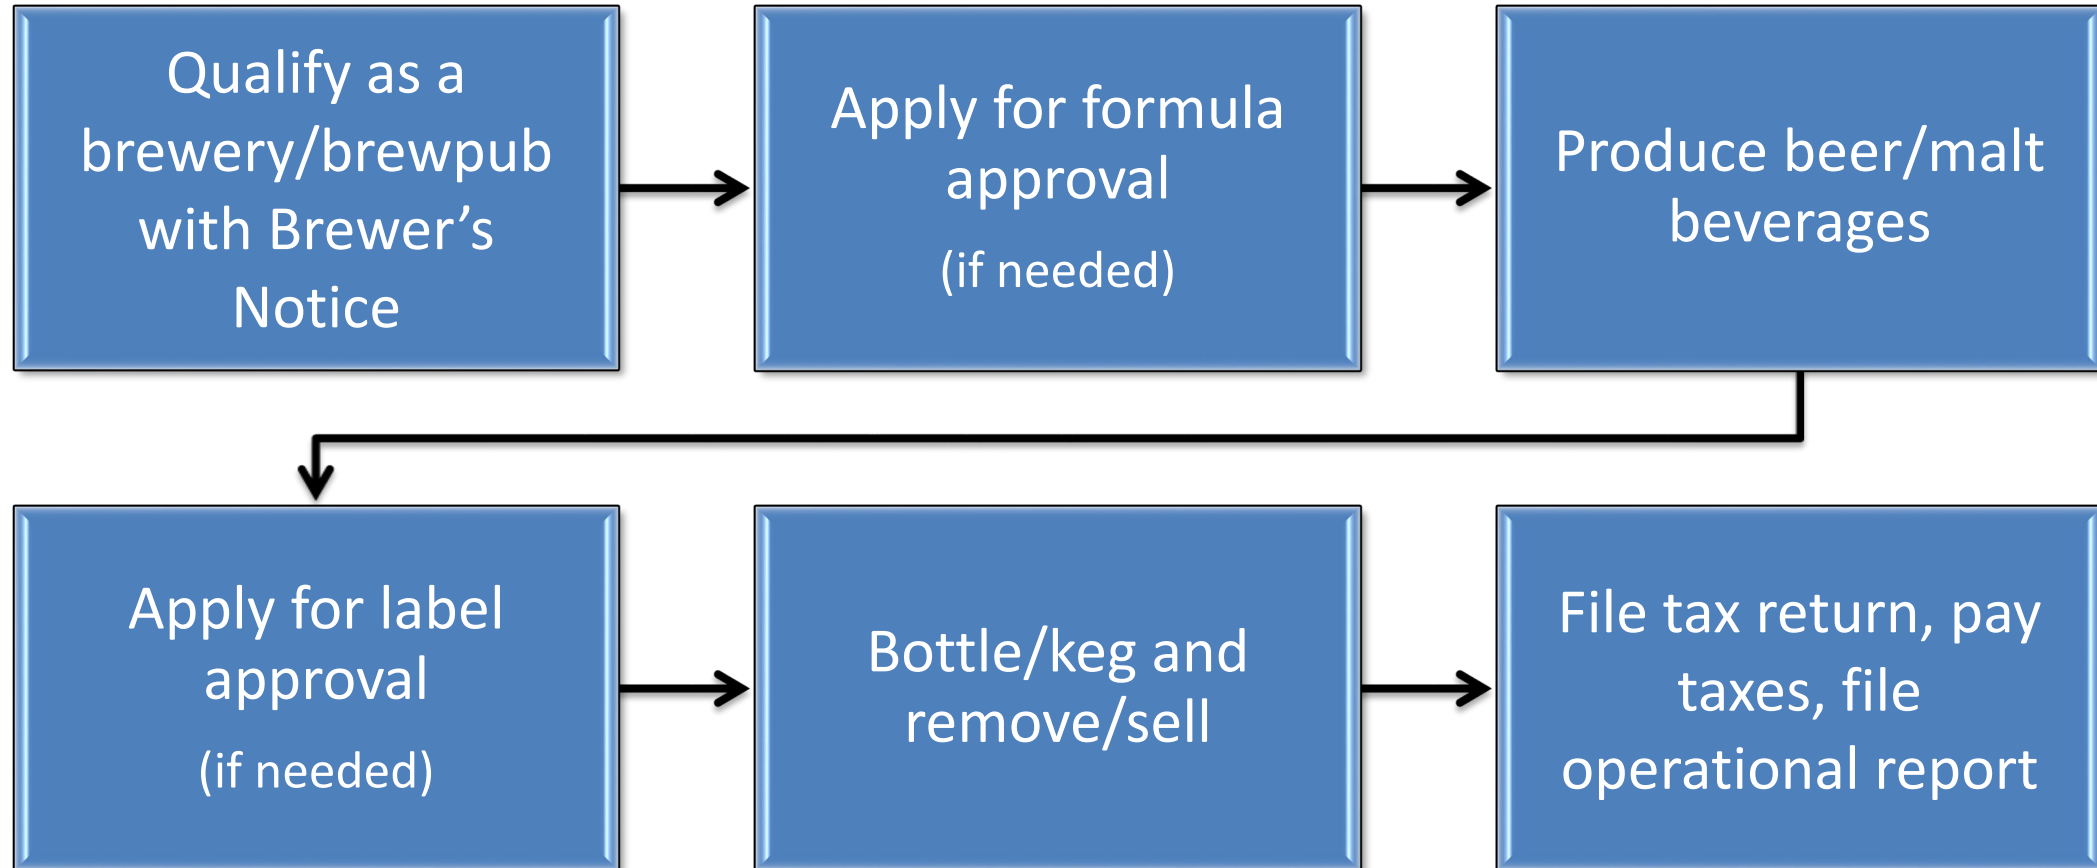 Qualify as a
brewery/brewpub
with Brewer’s
Notice
Apply for formula
approval
(if needed)
Produce beer/malt
beverages
Apply for label
approval
(if needed)
Bottle/keg and
remove/sell
File tax return, pay
taxes, file
operational report